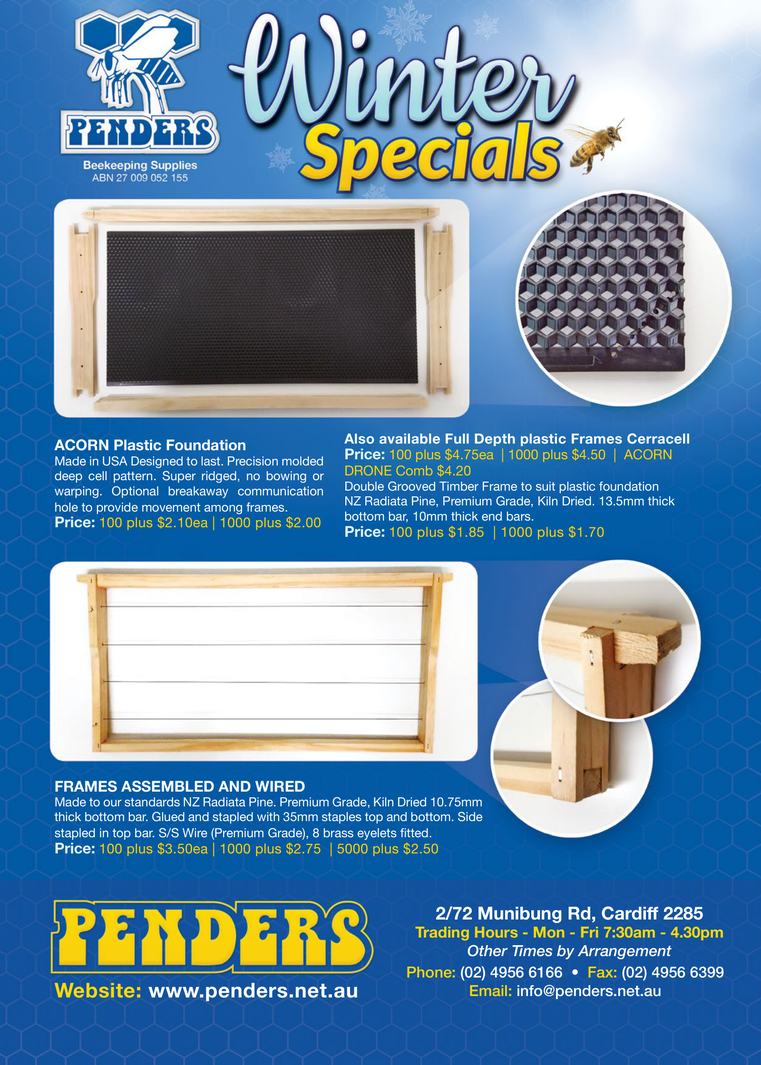 PENDERS
Beekeeping Supplies
ABN 27 009 052 155
Winter
Specials
ACORN Plastic Foundation
Made in USA Designed to last. Precision molded
deep cell pattern. Super ridged, no bowing or
warping. Optional breakaway communication
hole to provide movement among frames.
Price: 100 plus $2.10ea | 1000 plus $2.00
Also available Full Depth plastic Frames Cerracell
Price: 100 plus $4.75ea | 1000 plus $4.50 | ACORN
DRONE Comb $4.20
Double Grooved Timber Frame to suit plastic foundation
NZ Radiata Pine, Premium Grade, Kiln Dried. 13.5mm thick
bottom bar, 10mm thick end bars.
Price: 100 plus $1.85 | 1000 plus $1.70
FRAMES ASSEMBLED AND WIRED
Made to our standards NZ Radiata Pine. Premium Grade, Kiln Dried 10.75mm
thick bottom bar. Glued and stapled with 35mm staples top and bottom. Side
stapled in top bar. S/S Wire (Premium Grade), 8 brass eyelets fitted.
Price: 100 plus $3.50ea | 1000 plus $2.75 | 5000 plus $2.50
PENDERS
Website: www.penders.net.au
2/72 Munibung Rd, Cardiff 2285
Trading Hours - Mon - Fri 7:30am - 4.30pm
Other Times by Arrangement
Phone: (02) 4956 6166 • Fax: (02) 4956 6399
Email: info@penders.net.au